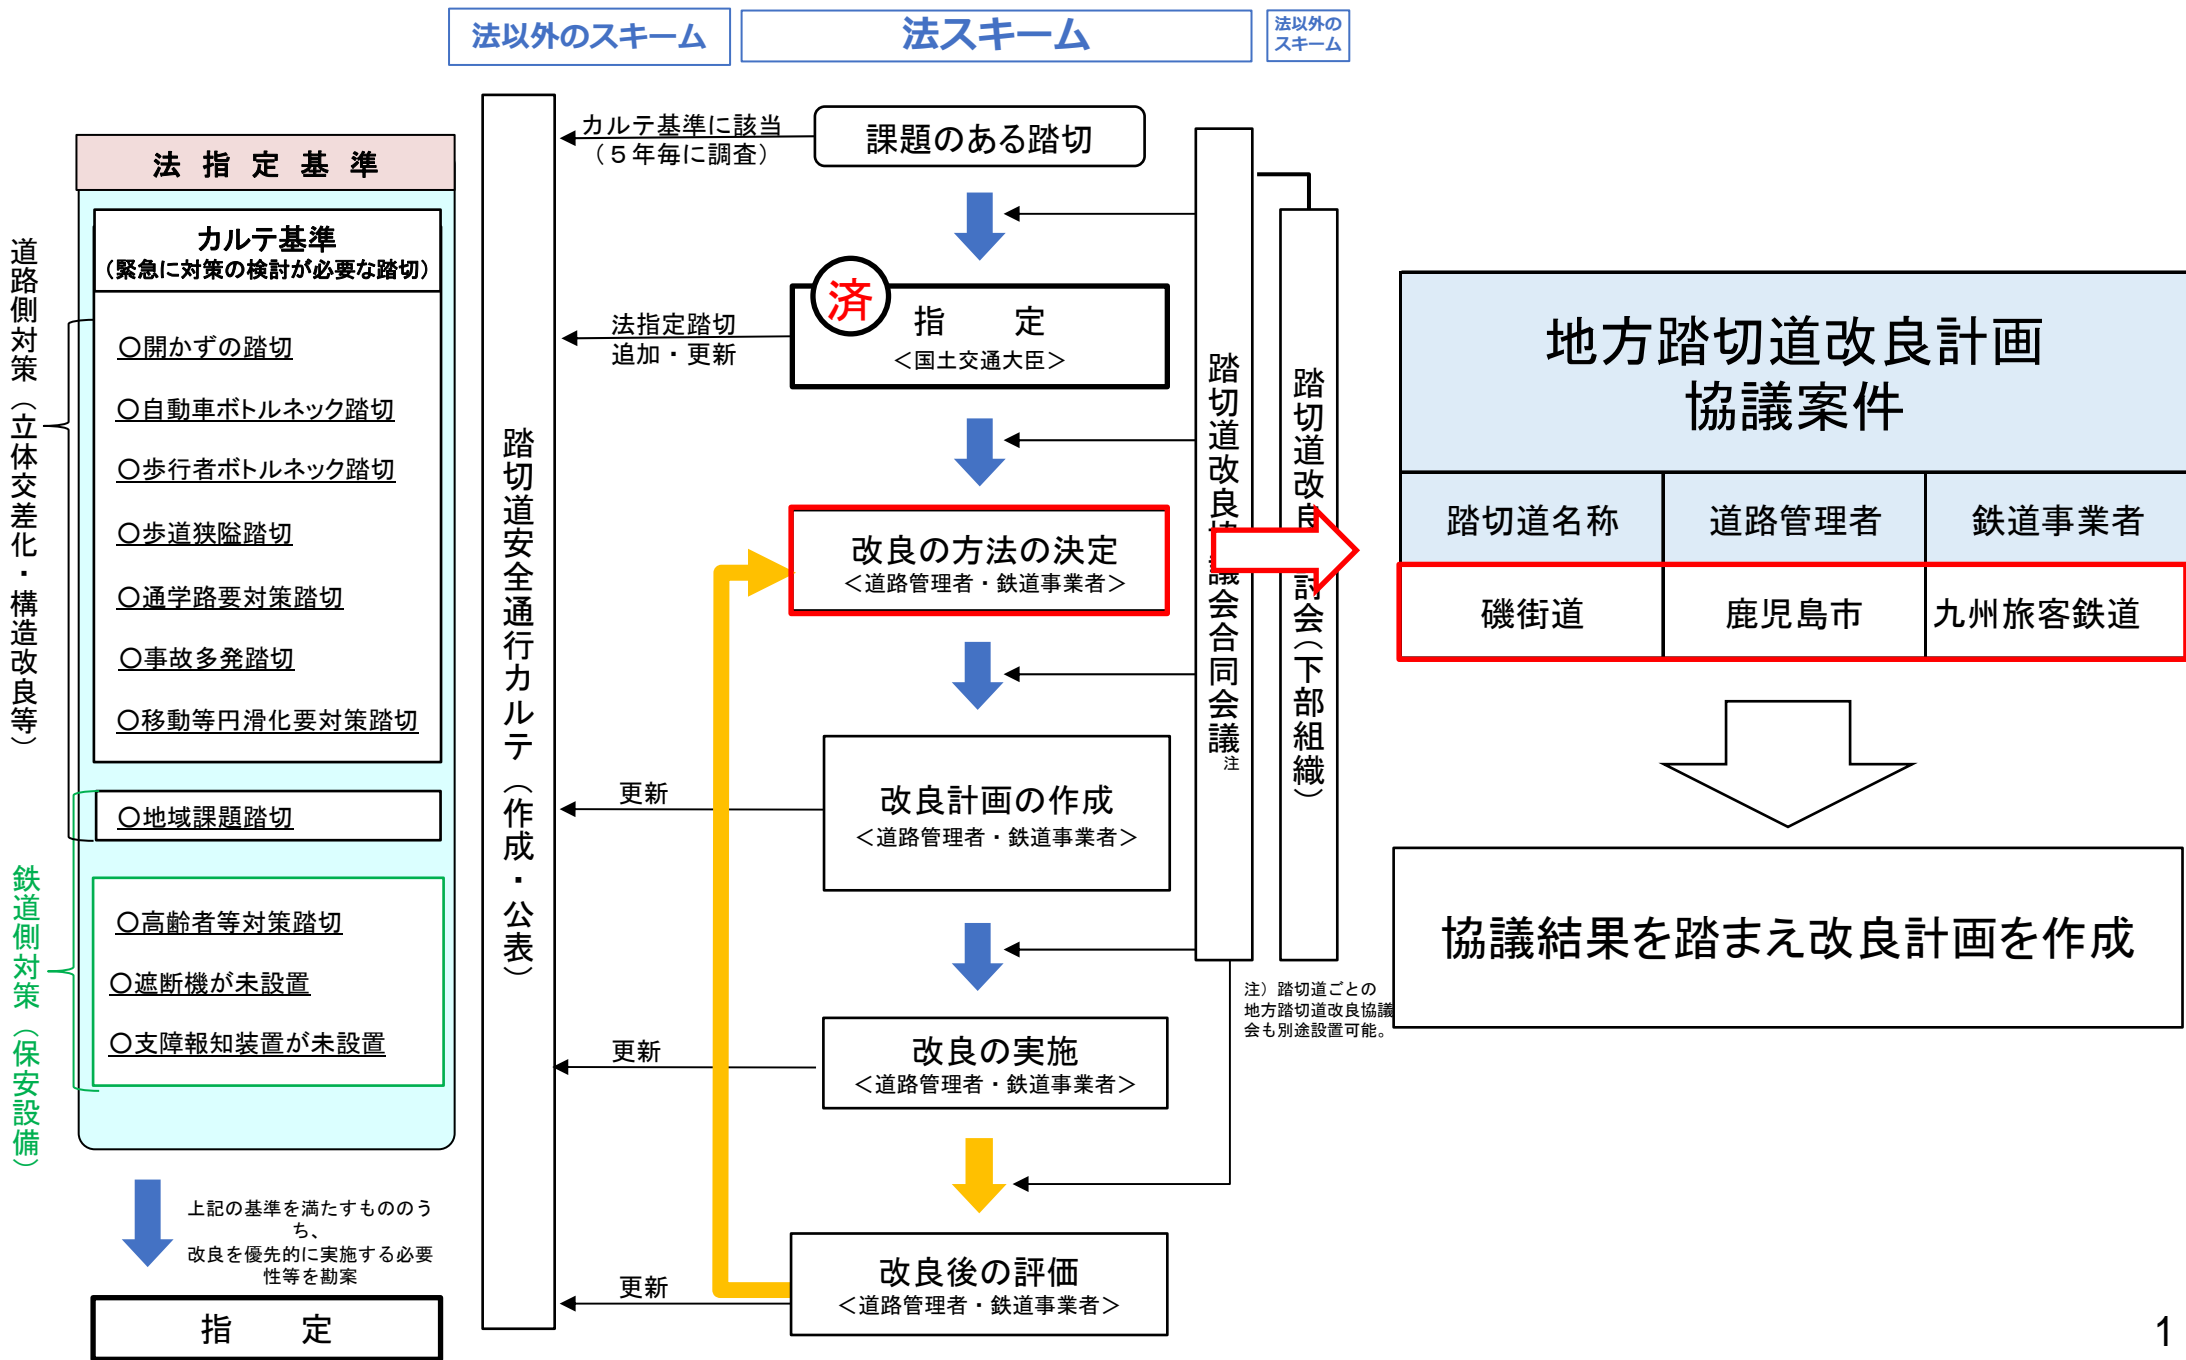 法以外のスキーム
法スキーム
法以外の
スキーム
法指定基準
カルテ基準
（緊急に対策の検討が必要な踏切）
〇開かずの踏切
〇自動車ボトルネック踏切
〇歩行者ボトルネック踏切
〇歩道狭隘踏切
〇通学路要対策踏切
〇事故多発踏切
〇移動等円滑化要対策踏切
〇地域課題踏切
〇高齢者等対策踏切
〇遮断機が未設置
〇支障報知装置が未設置
道路側対策（立体交差化・構造改良等）
鉄道側対策（保安設備）
上記の基準を満たすもののう
ち、
改良を優先的に実施する必要
性等を勘案
指　定
踏切道安全通行カルテ（作成・公表）
カルテ基準に該当
（５年毎に調査）
課題のある踏切
済
指　定
＜国土交通大臣＞
法指定踏切
追加・更新
改良の方法の決定
＜道路管理者・鉄道事業者＞
改良計画の作成
＜道路管理者・鉄道事業者＞
更新
改良の実施
＜道路管理者・鉄道事業者＞
更新
改良後の評価
＜道路管理者・鉄道事業者＞
更新
踏切道改良協議会合同会議注
踏切道改良検討会（下部組織）
注）踏切道ごとの
地方踏切道改良協議
会も別途設置可能。
地方踏切道改良計画
協議案件
踏切道名称　道路管理者　鉄道事業者
磯街道　鹿児島市　九州旅客鉄道
協議結果を踏まえ改良計画を作成
1